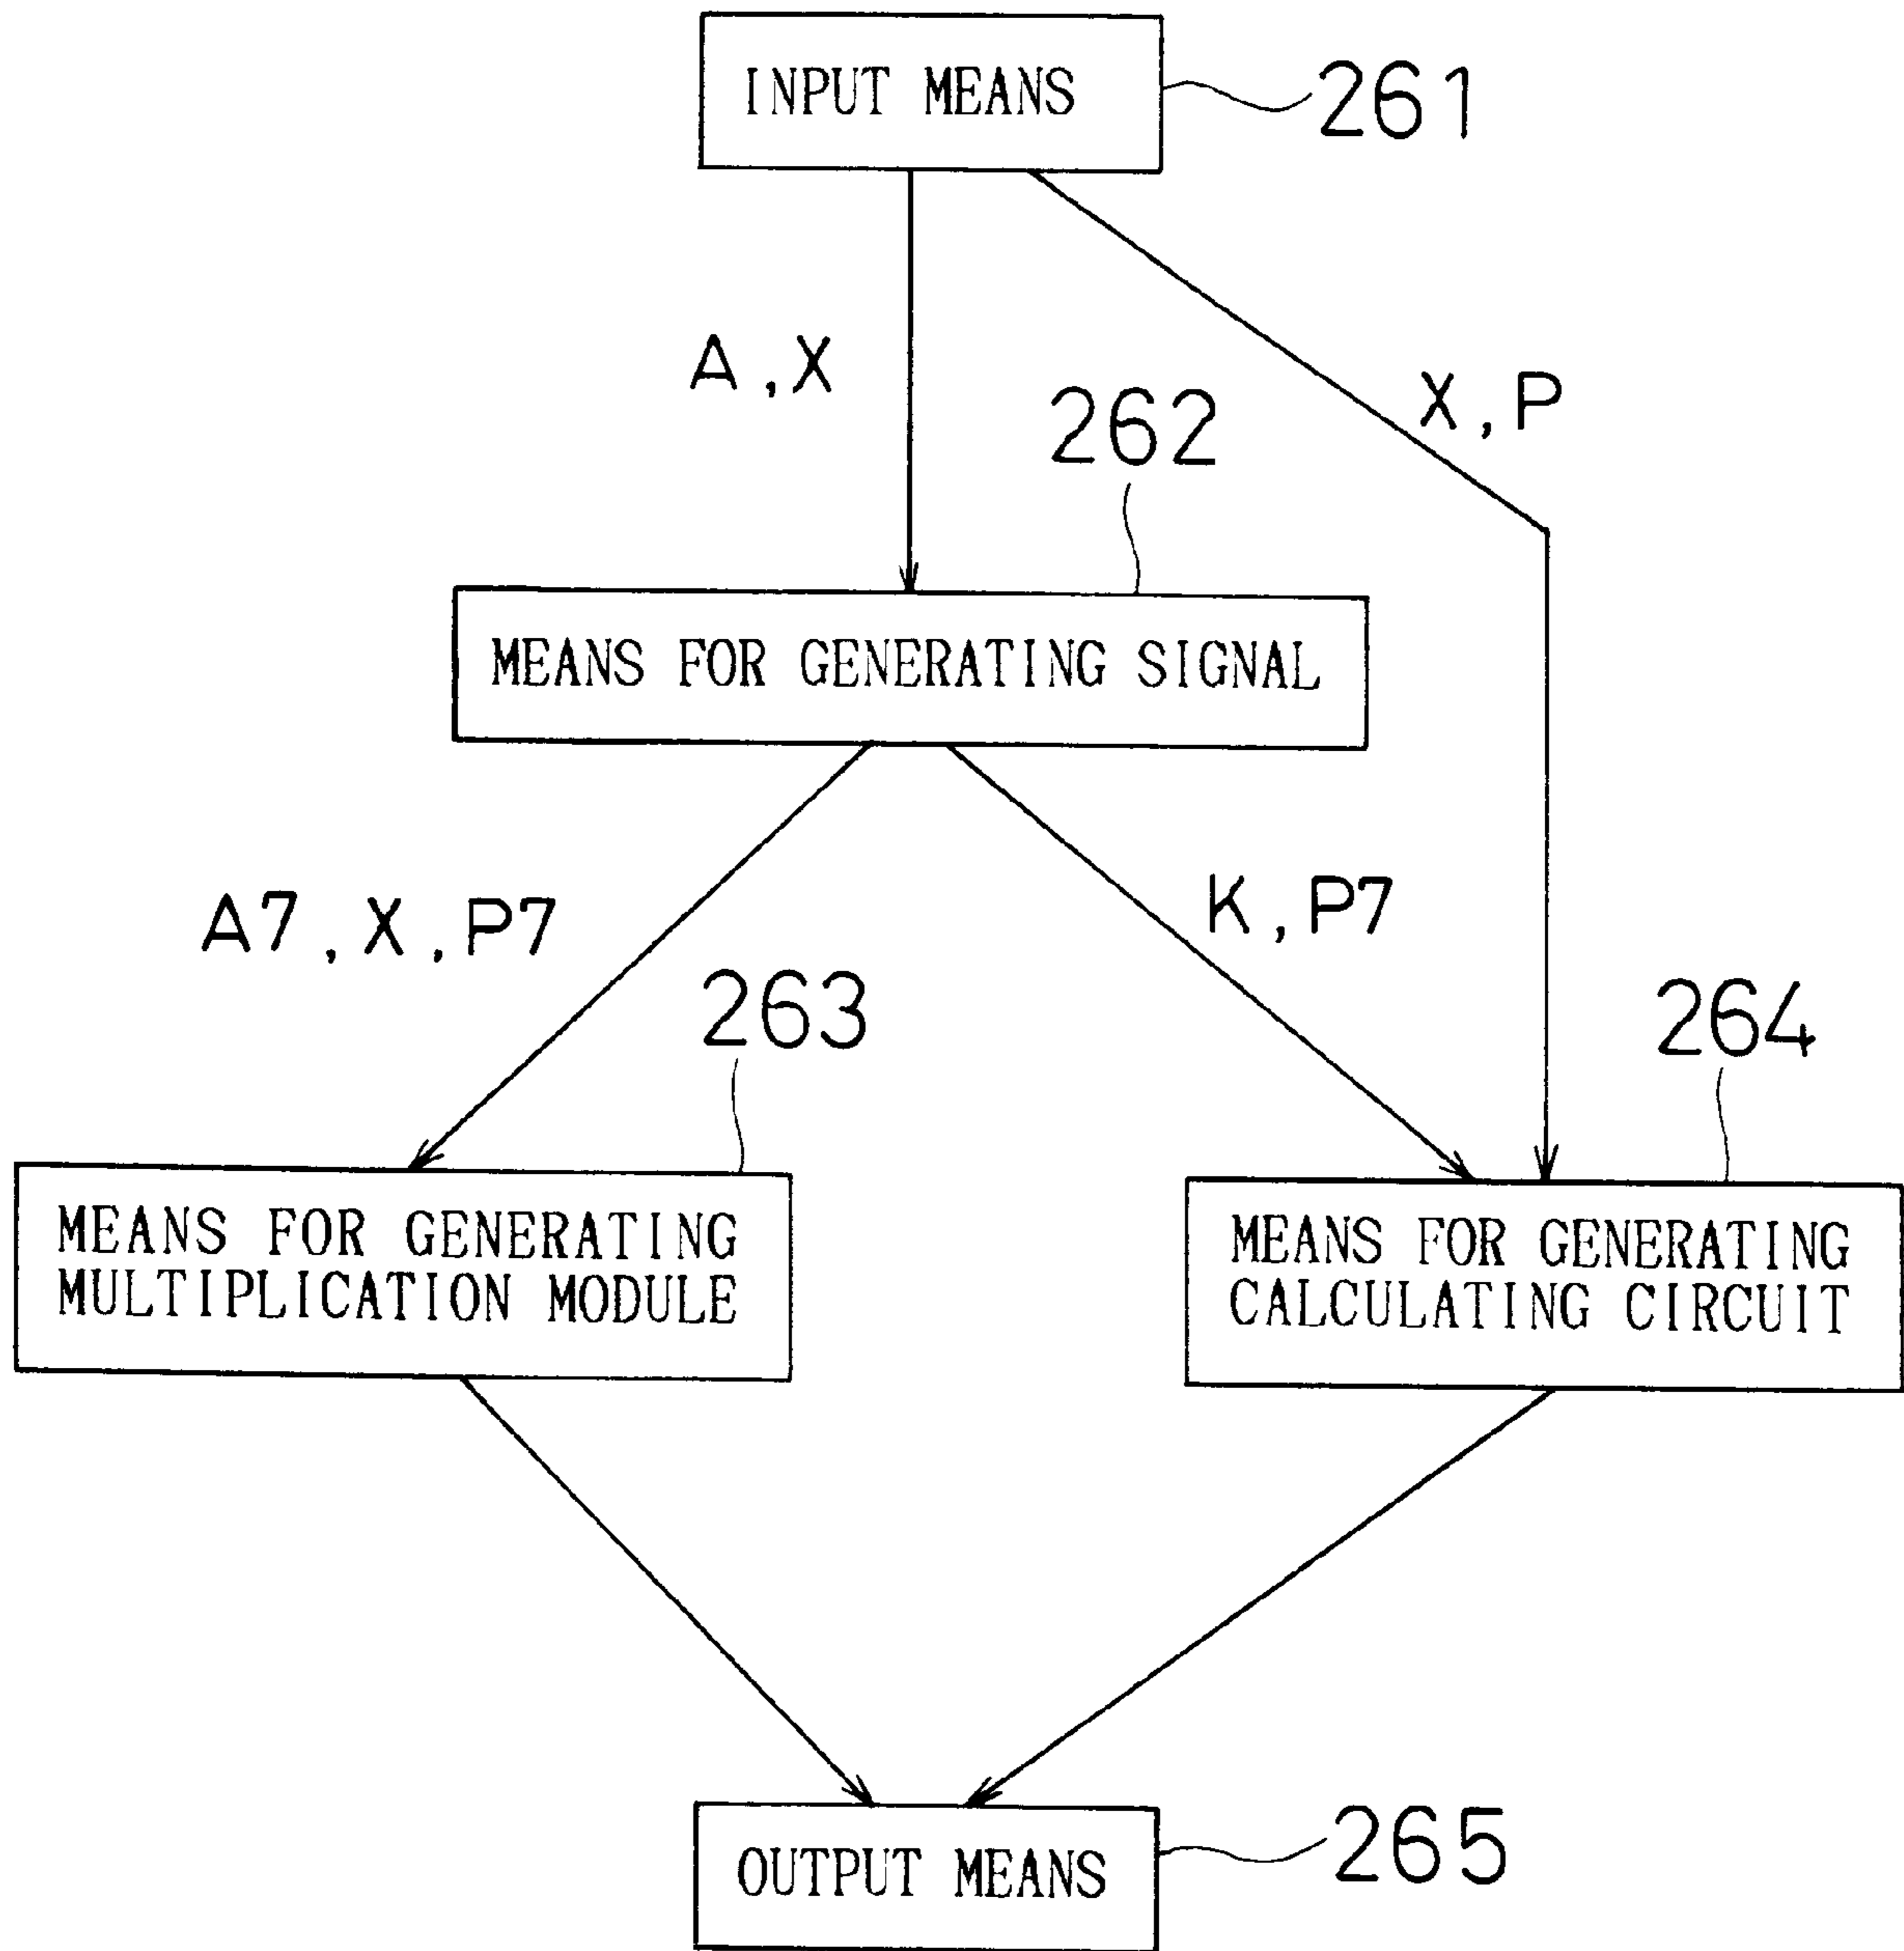 INPUT MEANS
261
A,X
X,P
262
MEANS FOR GENERATING SIGNAL
A7,X,P7
K,P7
263
264
MEANS FOR GENERATING
MULTIPLICATION MODULE
MEANS FOR GENERATING
CALCULATING CIRCUIT
OUTPUT MEANS
265